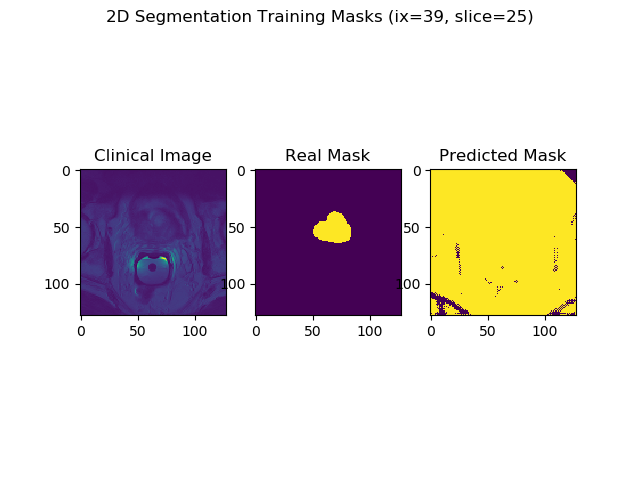 2D Segmentation Training Masks (ix=39, slice=25)
Clinical Image Real Mask Predicted Mask
0 0 0
50 50 50
100 100 100
0 50 100 0 50 100 0 50 100